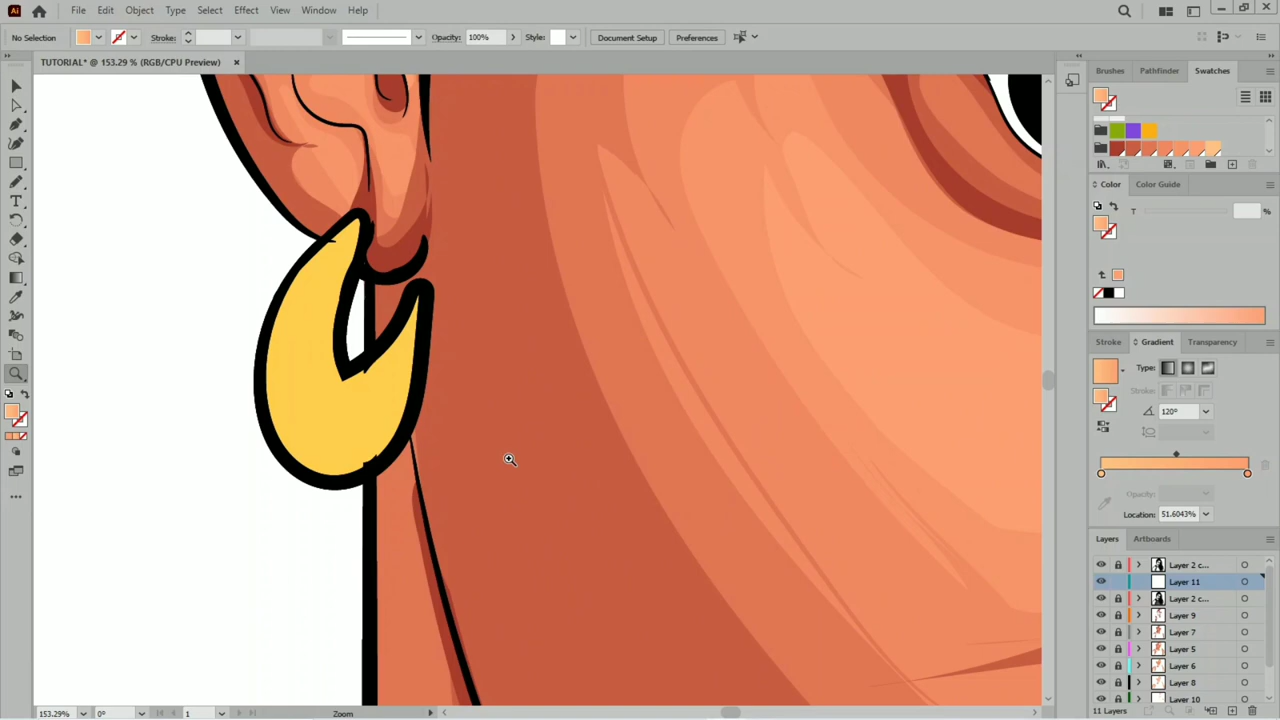 Ai File Edit Object Type Select Effect View Window Help
No Selection Stroke: Opacity: 100% Style: Document Setup Preferences
TUTORIAL* @ 153.29 % (RGB/CPU Preview) ×
Brushes Pathfinder Swatches
Color Color Guide
T %
Stroke Gradient Transparency
Type:
Stroke:
120°
Opacity:
Location: 51.6043%
Layers Artboards
Layer 2 c...
Layer 11
Layer 2 c...
Layer 9
Layer 7
Layer 5
Layer 6
Layer 8
Layer 10
11 Layers
153.29% 0° 1 Zoom